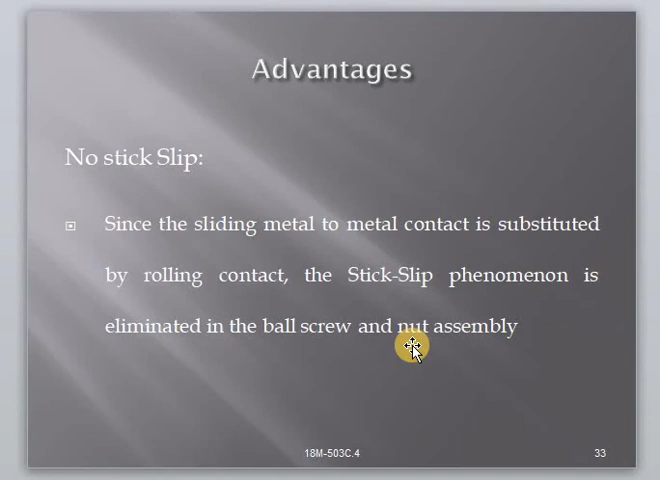 Advantages
No stick Slip:
Since the sliding metal to metal contact is substituted
by rolling contact, the Stick-Slip phenomenon is
eliminated in the ball screw and nut assembly
18M-503C.4
33